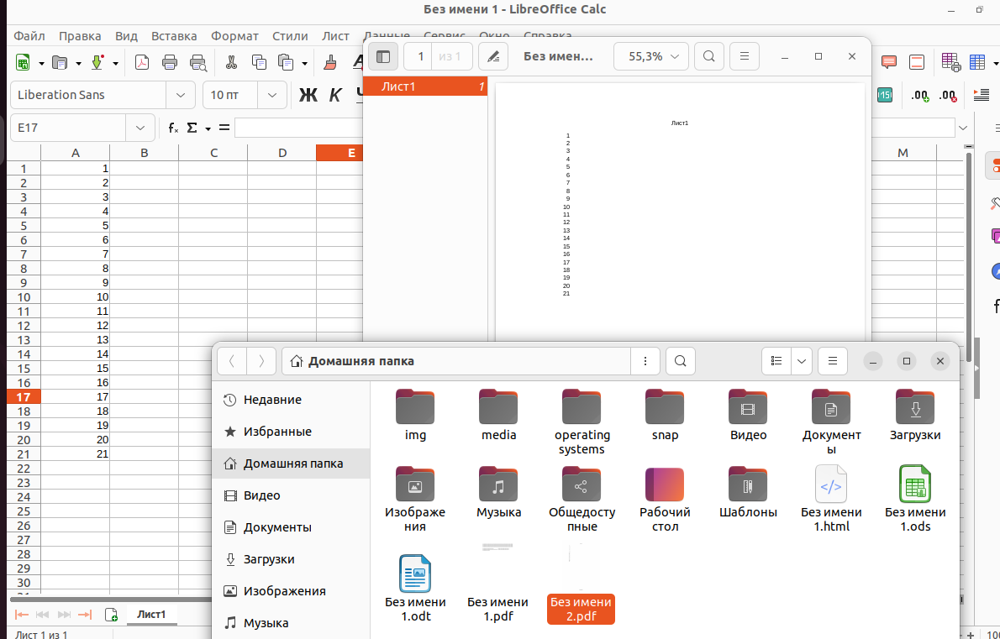 Без имени 1 - LibreOffice Calc
Файл Правка Вид Вставка Формат Стили Лист Данные Сервис Окно Справка
Liberation Sans
10 пт
Ж К
E17
A B C D E M
1 1
2 2
3 3
4 4
5 5
6 6
7 7
8 8
9 9
10 10
11 11
12 12
13 13
14 14
15 15
16 16
17 17
18 18
19 19
20 20
21 21
22
23
24
25
26
27
28
29
30
Лист1
Лист 1 из 1
1 из 1
Без имен...
55,3%
Лист1 1
Лист1
1
2
3
4
5
6
7
8
9
10
11
12
13
14
15
16
17
18
19
20
21
Домашняя папка
Недавние
Избранные
Домашняя папка
Видео
Документы
Загрузки
Изображения
Музыка
img
media
operating
systems
snap
Видео
Документ
ы
Загрузки
Изображе
ния
Музыка
Общедосту
пные
Рабочий
стол
Шаблоны
Без имени
1.html
Без имени
1.ods
Без имени
1.odt
Без имени
1.pdf
Без имени
2.pdf